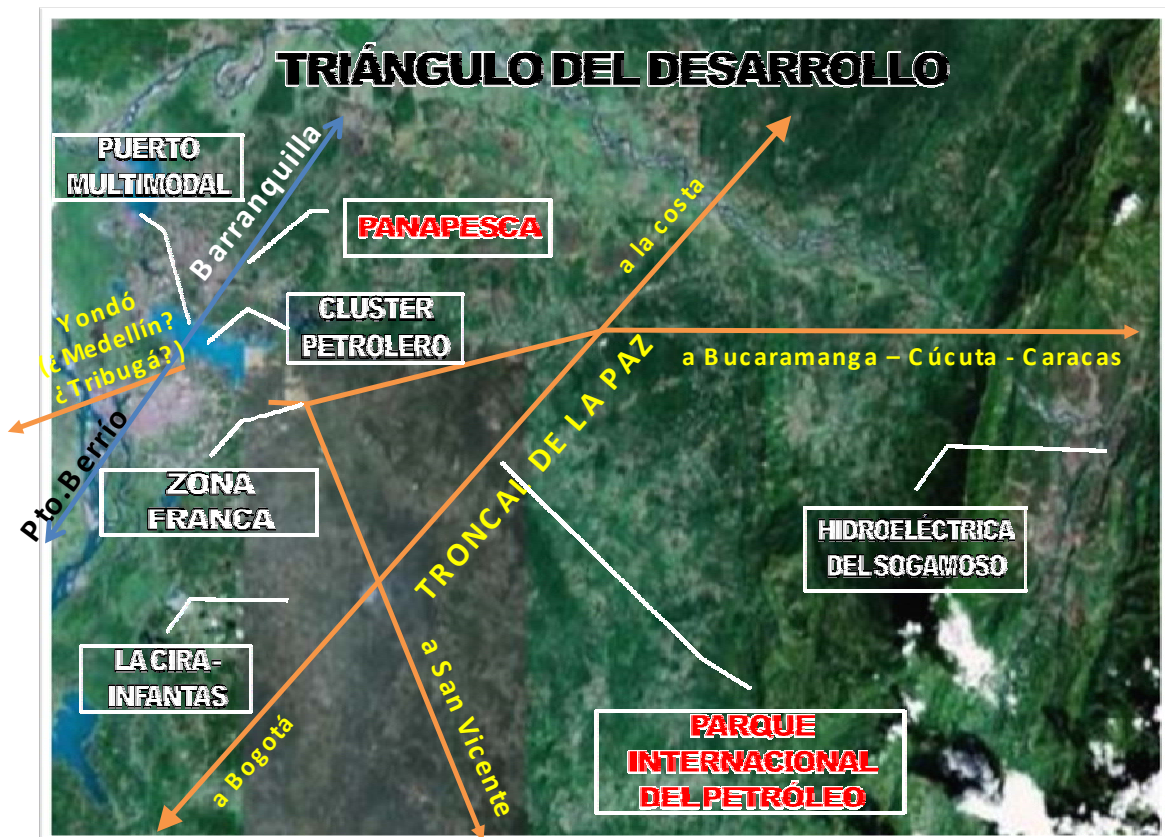 TRIÁNGULO DEL DESARROLLO
PUERTO
MULTIMODAL
Barranquilla
PANAPESCA
a la costa
CLUSTER
PETROLERO
Yondó
(¿Medellín?
¿Tribugá?)
a Bucaramanga – Cúcuta - Caracas
TRONCAL DE LA PAZ
Pto.Berrío
ZONA
FRANCA
HIDROELÉCTRICA
DEL SOGAMOSO
LA CIRA-
INFANTAS
a San Vicente
a Bogotá
PARQUE
INTERNACIONAL
DEL PETRÓLEO